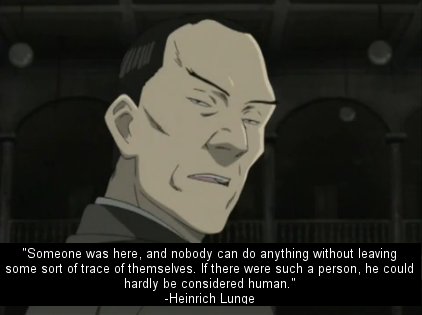 "Someone was here, and nobody can do anything without leaving
some sort of trace of themselves. If there were such a person, he could
hardly be considered human."
-Heinrich Lunge